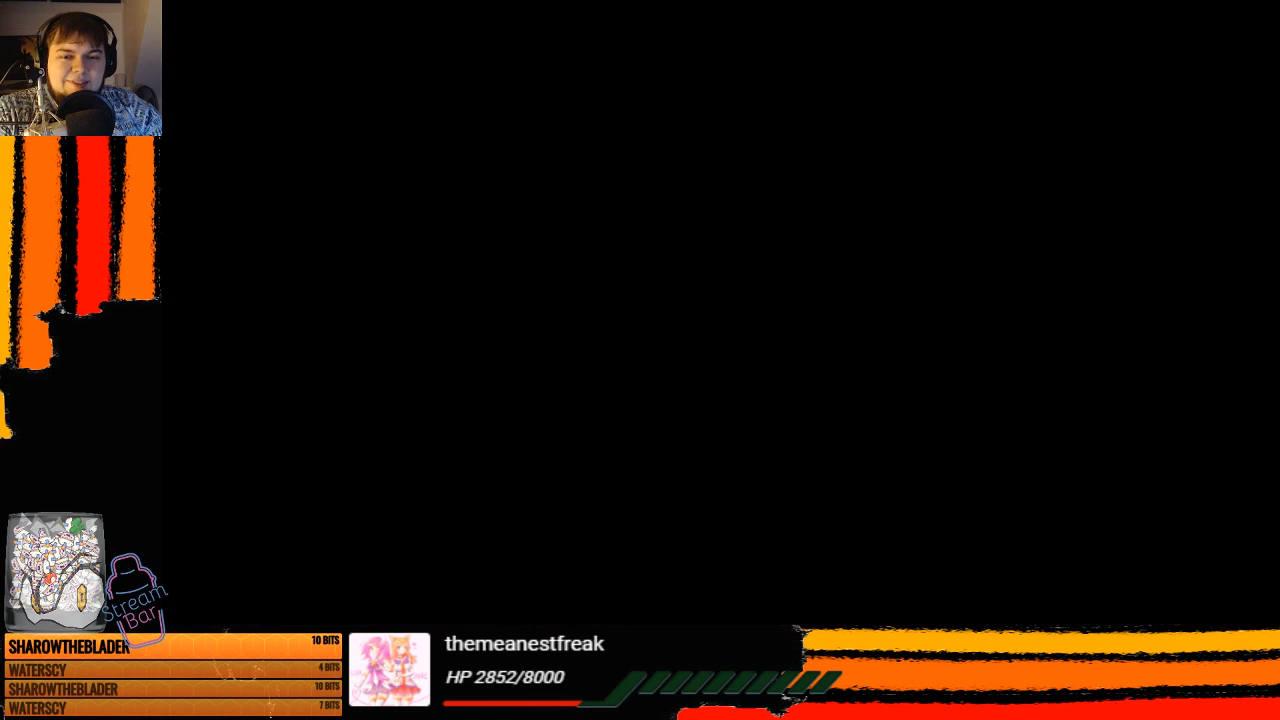 Stream
Bar
SHAROWTHEBLADER 10 BITS
WATERSCY 4 BITS
SHAROWTHEBLADER 10 BITS
WATERSCY 7 BITS
themeanestfreak
HP 2852/8000